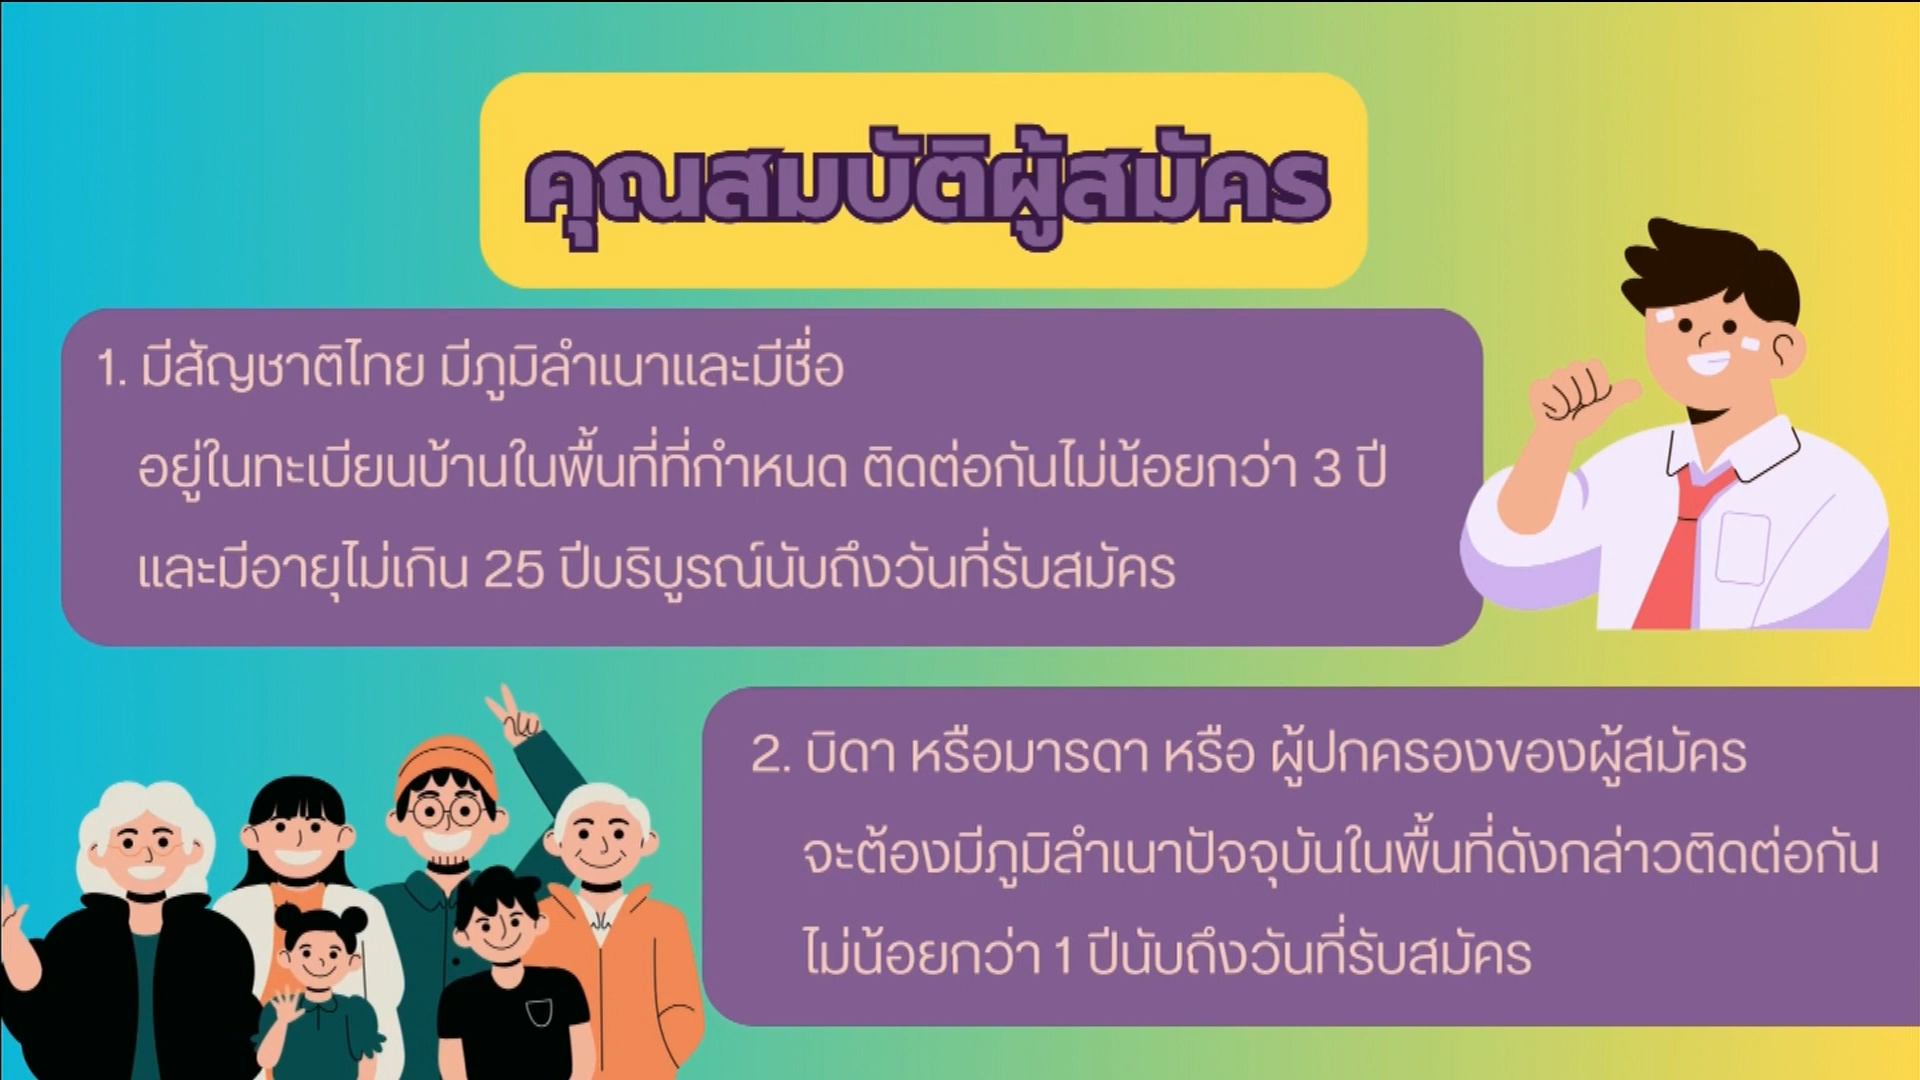 คุณสมบัติผู้สมัคร
1. มีสัญชาติไทย มีภูมิลำเนาและมีชื่อ
อยู่ในทะเบียนบ้านในพื้นที่ที่กำหนด ติดต่อกันไม่น้อยกว่า 3 ปี
และมีอายุไม่เกิน 25 ปีบริบูรณ์นับถึงวันที่รับสมัคร
2. บิดา หรือมารดา หรือ ผู้ปกครองของผู้สมัคร
จะต้องมีภูมิลำเนาปัจจุบันในพื้นที่ดังกล่าวติดต่อกัน
ไม่น้อยกว่า 1 ปีนับถึงวันที่รับสมัคร